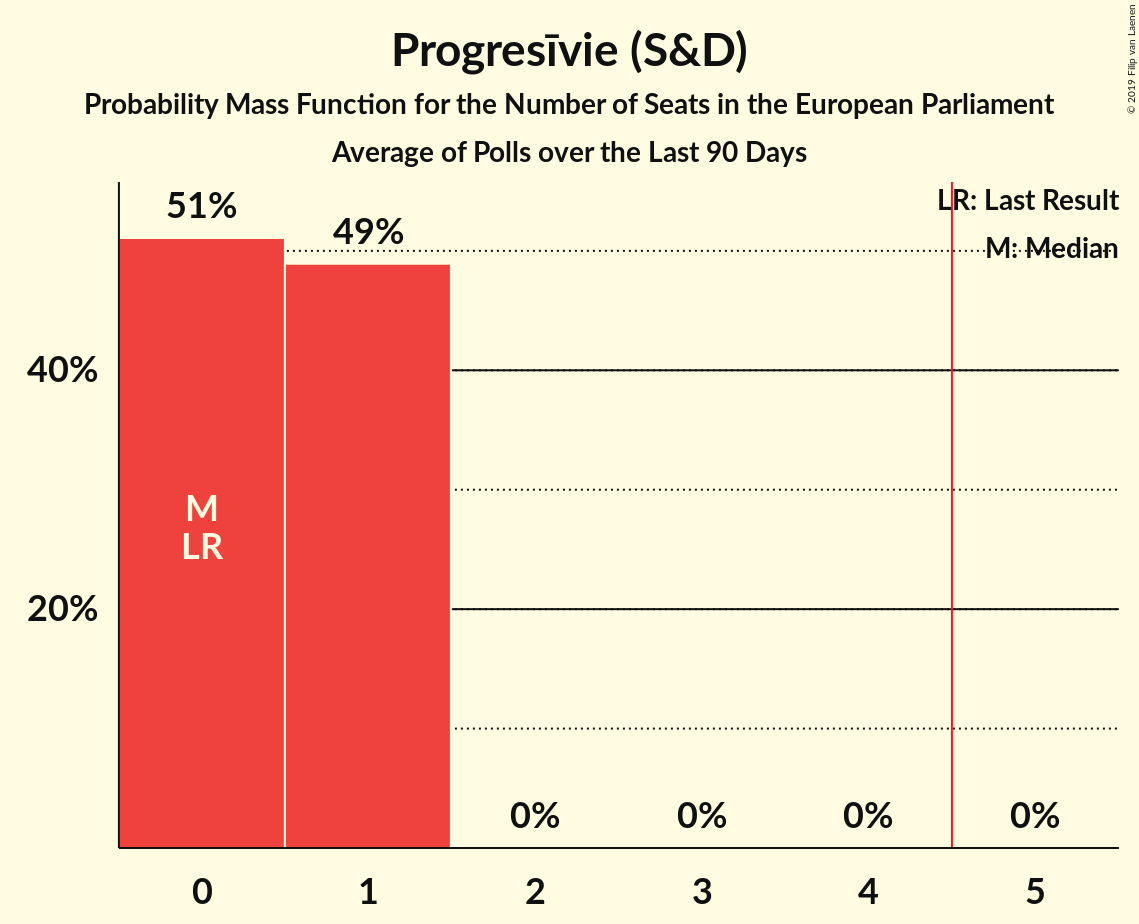 Progresīvie (S&D)
Probability Mass Function for the Number of Seats in the European Parliament
Average of Polls over the Last 90 Days
© 2019 Filip van Laenen
LR: Last Result
M: Median
51%
49%
40%
20%
M
LR
0%
0%
0%
0%
0
1
2
3
4
5